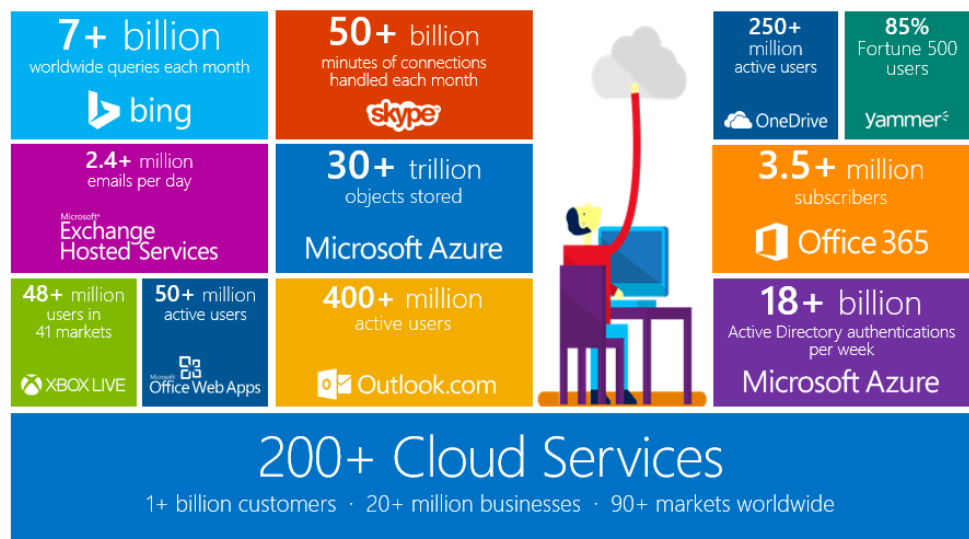 7+ billion
worldwide queries each month
bing
50+ billion
minutes of connections
handled each month
skype
250+
million
active users
OneDrive
85%
Fortune 500
users
yammer
2.4+ million
emails per day
Microsoft®
Exchange
Hosted Services
30+ trillion
objects stored
Microsoft Azure
3.5+ million
subscribers
Office 365
48+ million
users in
41 markets
XBOX LIVE
50+ million
active users
Microsoft®
Office Web Apps
400+ million
active users
Outlook.com
18+ billion
Active Directory authentications
per week
Microsoft Azure
200+ Cloud Services
1+ billion customers · 20+ million businesses · 90+ markets worldwide